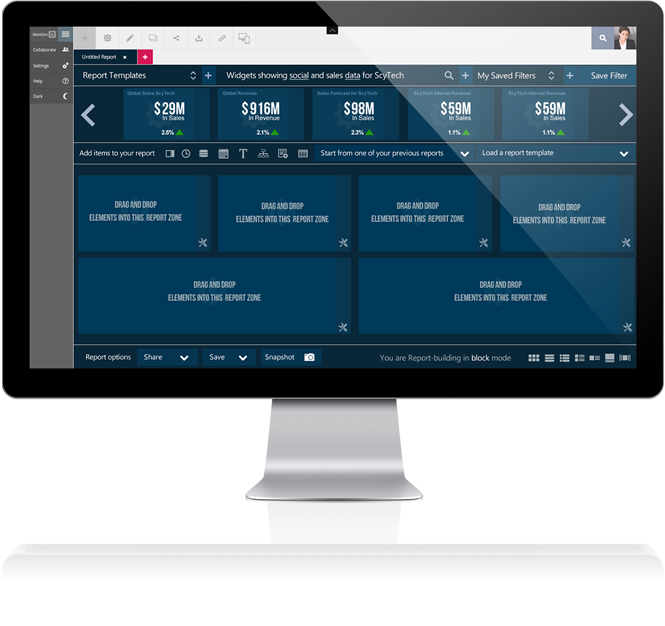 Untitled Report x +
Collaborate
Settings
Help
Dark
Report Templates + Widgets showing social and sales data for ScyTech + My Saved Filters + Save Filter
Global Sales ScyTech Global Revenue Sales Forecast for ScyTech ScyTech Internal Revenue ScyTech Internal Revenue
$29M $916M $98M $59M $59M
In Sales In Revenue In Sales In Sales In Sales
2.5% 2.1% 2.3% 1.1% 1.1%
Add items to your report T Start from one of your previous reports Load a report template
DRAG AND DROP
ELEMENTS INTO THIS REPORT ZONE
DRAG AND DROP
ELEMENTS INTO THIS REPORT ZONE
DRAG AND DROP
ELEMENTS INTO THIS REPORT ZONE
DRAG AND DROP
ELEMENTS INTO THIS REPORT ZONE
DRAG AND DROP
ELEMENTS INTO THIS REPORT ZONE
DRAG AND DROP
ELEMENTS INTO THIS REPORT ZONE
Report options Share Save Snapshot You are Report-building in block mode